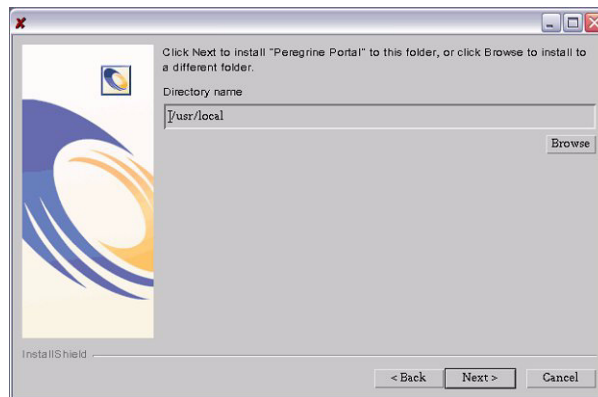 Click Next to install "Peregrine Portal" to this folder, or click Browse to install to
a different folder.
Directory name
/usr/local
Browse
InstallShield
< Back
Next >
Cancel